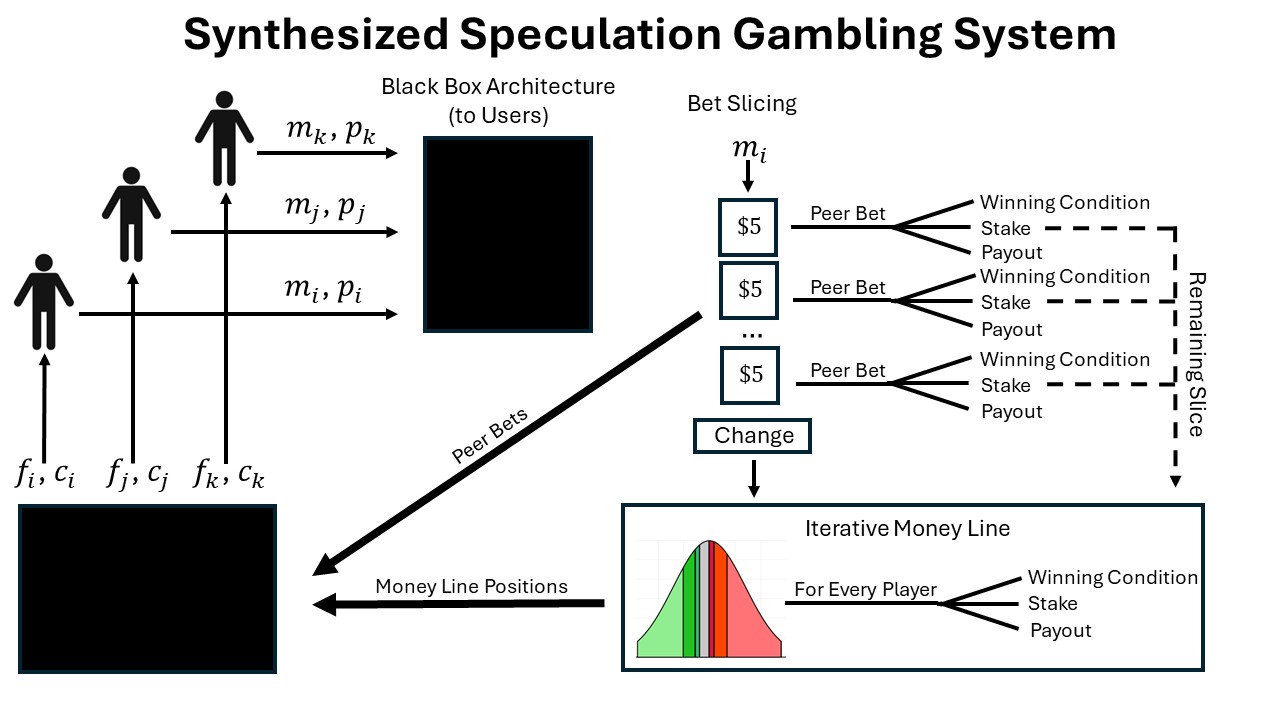 Synthesized Speculation Gambling System
Black Box Architecture
(to Users)
Bet Slicing
m_k, p_k
m_j, p_j
m_i, p_i
f_i, c_i
f_j, c_j
f_k, c_k
m_i
$5
Peer Bet
Winning Condition
Stake
Payout
$5
Peer Bet
Winning Condition
Stake
Payout
...
$5
Peer Bet
Winning Condition
Stake
Payout
Remaining Slice
Change
Peer Bets
Money Line Positions
Iterative Money Line
For Every Player
Winning Condition
Stake
Payout